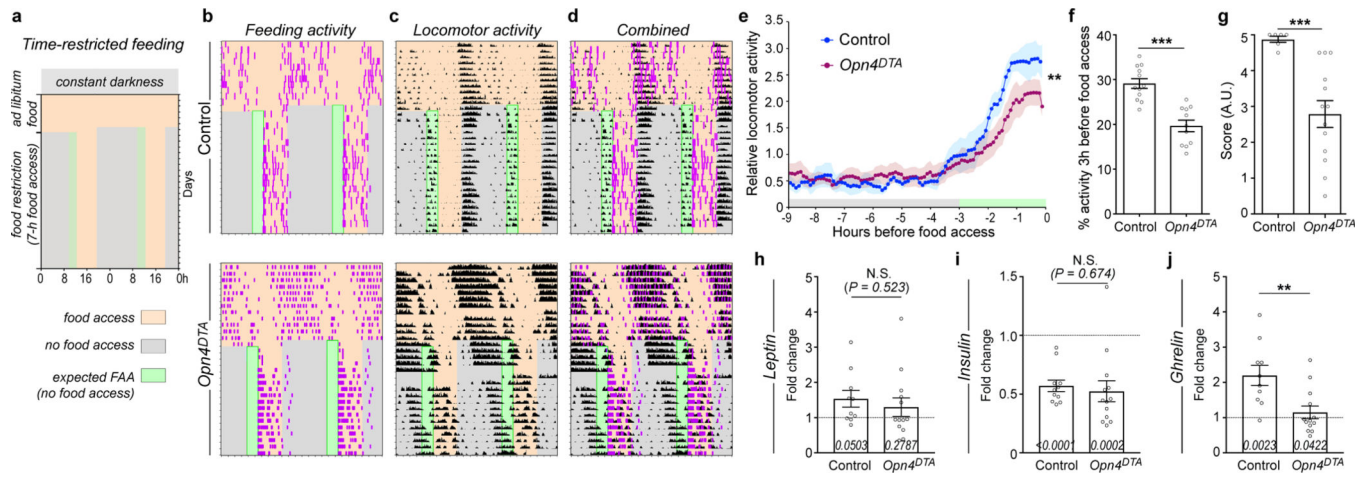 a
Time-restricted feeding
constant darkness
ad libitum
food
food restriction
(7-h food access)
Days
0 8 16 0 8 16 0h
food access
no food access
expected FAA
(no food access)
b
Feeding activity
c
Locomotor activity
d
Combined
Control
Opn4DTA
e
Relative locomotor activity
3.5
3.0
2.5
2.0
1.5
1.0
0.5
0.0
Control
Opn4DTA
**
-9 -8 -7 -6 -5 -4 -3 -2 -1 0
Hours before food access
f
% activity 3h before food access
40
30
20
10
0
***
Control Opn4DTA
g
Score (A.U.)
5
4
3
2
1
0
***
Control Opn4DTA
h
Leptin
Fold change
N.S.
(P = 0.523)
5
4
3
2
1
0
0.0503 0.2787
Control Opn4DTA
i
Insulin
Fold change
N.S.
(P = 0.674)
1.5
1.0
0.5
0
<0.0001 0.0002
Control Opn4DTA
j
Ghrelin
Fold change
**
5
4
3
2
1
0
0.0023 0.0422
Control Opn4DTA